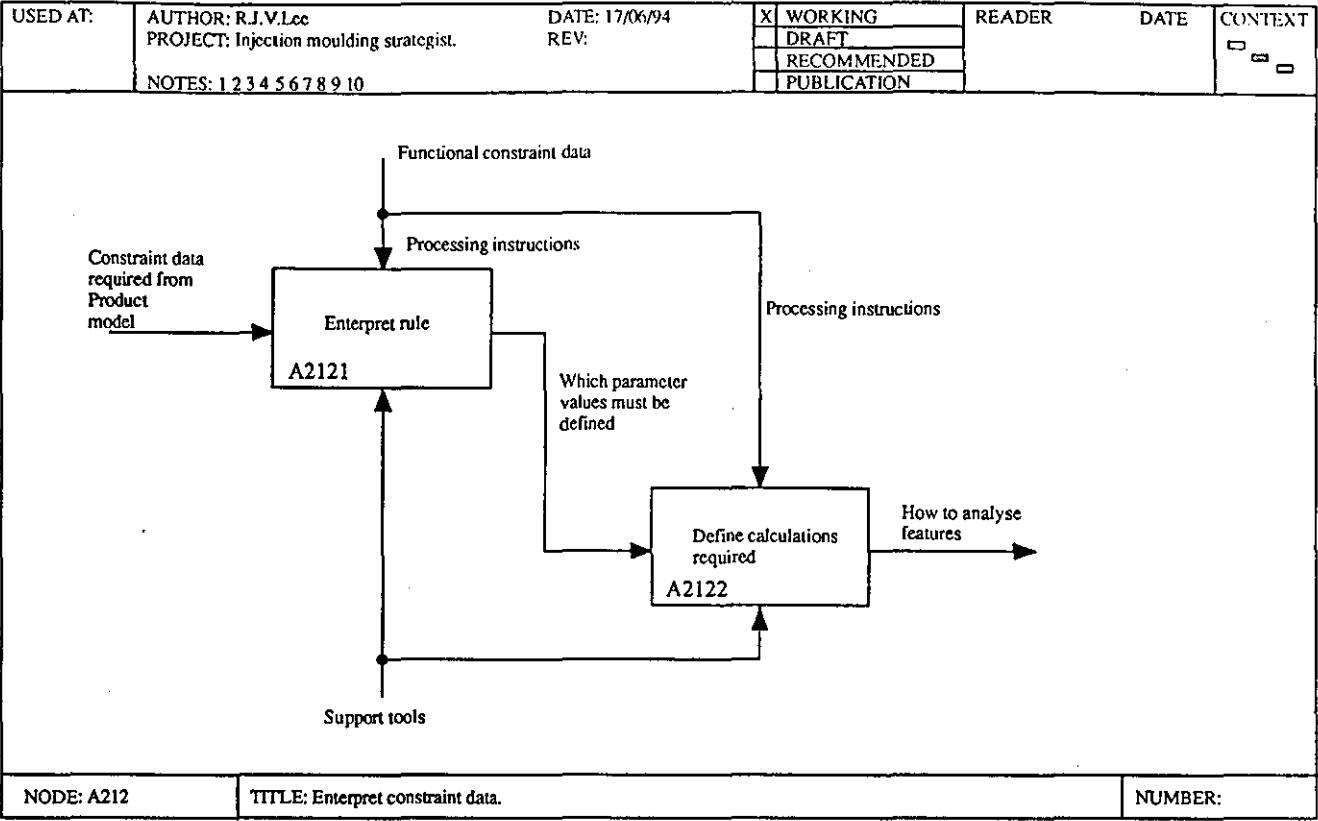 USED AT:
AUTHOR: R.J.V.Lee
DATE: 17/06/94
PROJECT: Injection moulding strategist.
REV:
NOTES: 1 2 3 4 5 6 7 8 9 10
X WORKING
DRAFT
RECOMMENDED
PUBLICATION
READER
DATE
CONTEXT
Functional constraint data
Processing instructions
Constraint data
required from
Product
model
Enterpret rule
A2121
Processing instructions
Which parameter
values must be
defined
Define calculations
required
A2122
How to analyse
features
Support tools
NODE: A212
TITLE: Enterpret constraint data.
NUMBER: